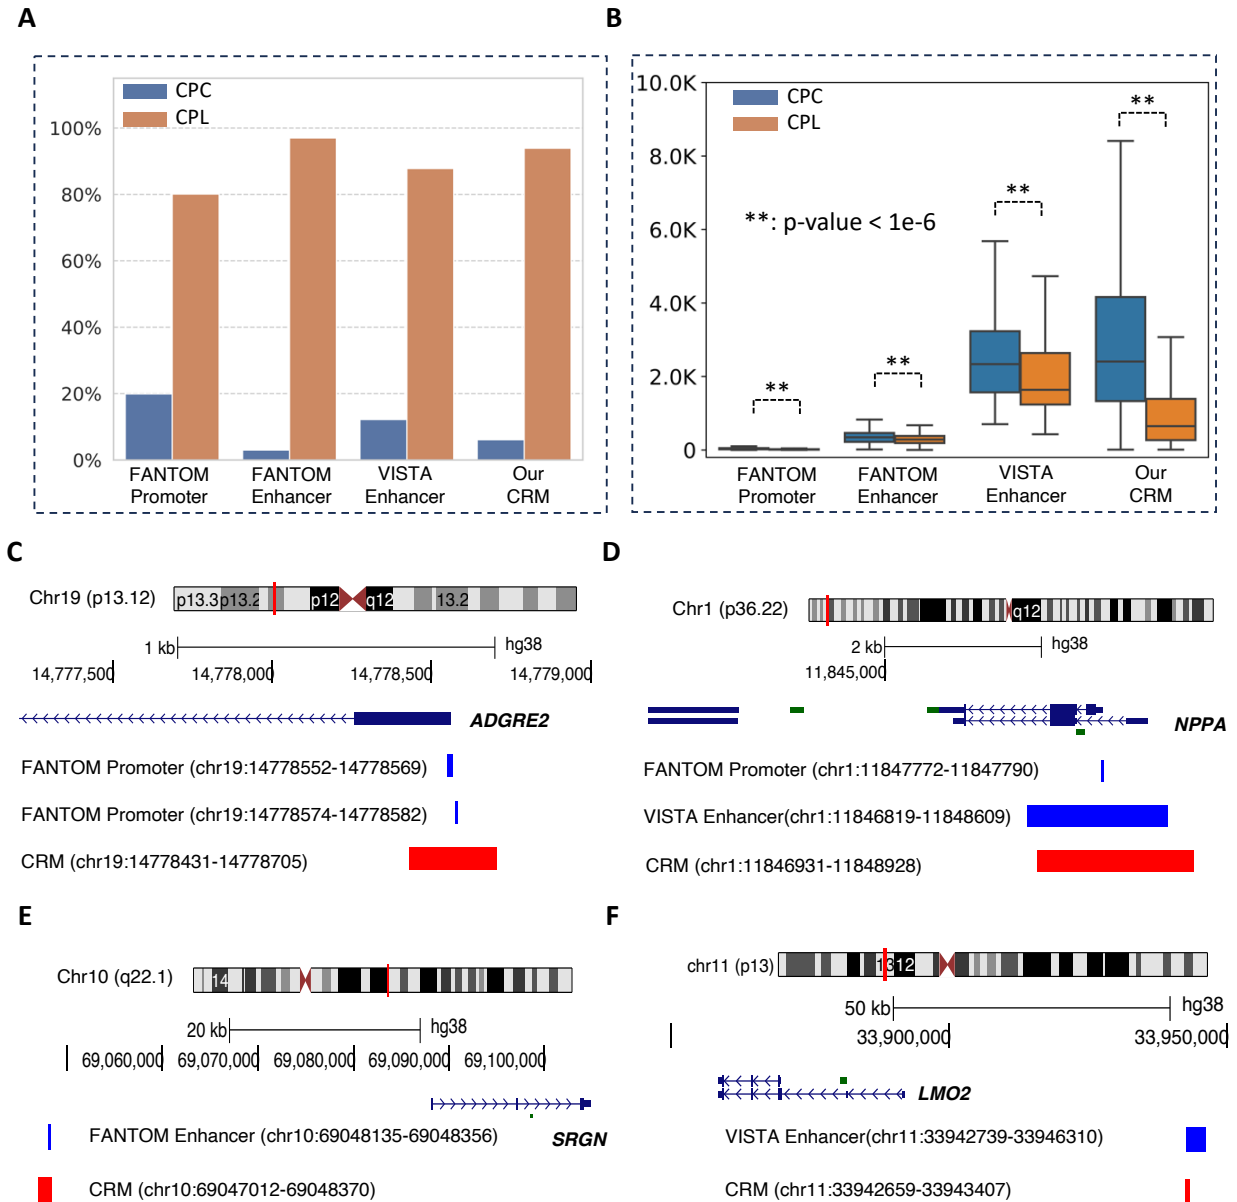 A
CPC
CPL
100%
80%
60%
40%
20%
0%
FANTOM Promoter
FANTOM Enhancer
VISTA Enhancer
Our CRM
B
10.0K
CPC
CPL
8.0K
6.0K
4.0K
2.0K
0
**
**
**
**
**: p-value < 1e-6
FANTOM Promoter
FANTOM Enhancer
VISTA Enhancer
Our CRM
C
Chr19 (p13.12)
p13.3 p13.2 p12 q12 13.2
1 kb hg38
14,777,500 14,778,000 14,778,500 14,779,000
ADGRE2
FANTOM Promoter (chr19:14778552-14778569)
FANTOM Promoter (chr19:14778574-14778582)
CRM (chr19:14778431-14778705)
D
Chr1 (p36.22)
q12
2 kb hg38
11,845,000
NPPA
FANTOM Promoter (chr1:11847772-11847790)
VISTA Enhancer(chr1:11846819-11848609)
CRM (chr1:11846931-11848928)
E
Chr10 (q22.1)
14
20 kb hg38
69,060,000 69,070,000 69,080,000 69,090,000 69,100,000
SRGN
FANTOM Enhancer (chr10:69048135-69048356)
CRM (chr10:69047012-69048370)
F
chr11 (p13)
13 12
50 kb hg38
33,900,000 33,950,000
LMO2
VISTA Enhancer(chr11:33942739-33946310)
CRM (chr11:33942659-33943407)